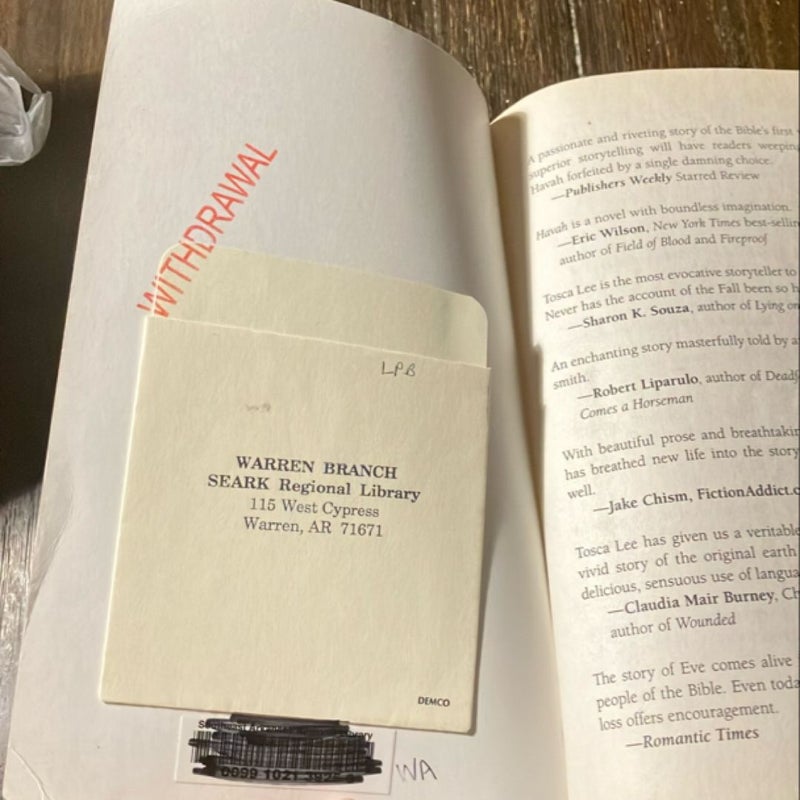 WITHDRAWAL
LPB
WARREN BRANCH
SEARK Regional Library
115 West Cypress
Warren, AR 71671
DEMCO
WA
A passionate and riveting story of the Bible's first
superior storytelling will have readers weeping
Havah forfeited by a single damning choice.
—Publishers Weekly Starred Review
Havah is a novel with boundless imagination.
—Eric Wilson, New York Times best-sellin
author of Field of Blood and Fireproof
Tosca Lee is the most evocative storyteller to
Never has the account of the Fall been so h
—Sharon K. Souza, author of Lying on
An enchanting story masterfully told by a
smith.
—Robert Liparulo, author of Deadf
Comes a Horseman
With beautiful prose and breathtakin
has breathed new life into the story
well.
—Jake Chism, FictionAddict.c
Tosca Lee has given us a veritable
vivid story of the original earth
delicious, sensuous use of langua
—Claudia Mair Burney, Ch
author of Wounded
The story of Eve comes alive
people of the Bible. Even toda
loss offers encouragement.
—Romantic Times